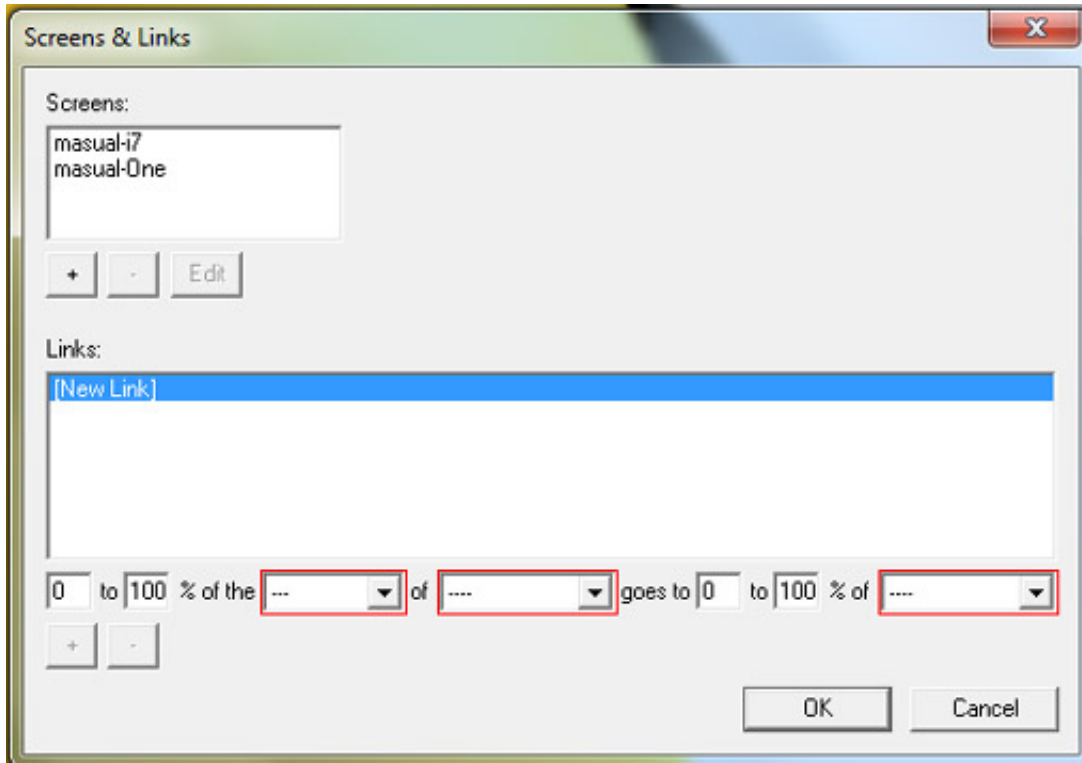 Screens & Links
Screens:
masual-i7
masual-One
+ - Edit
Links:
[New Link]
0 to 100 % of the --- of ---- goes to 0 to 100 % of ----
+ -
OK Cancel